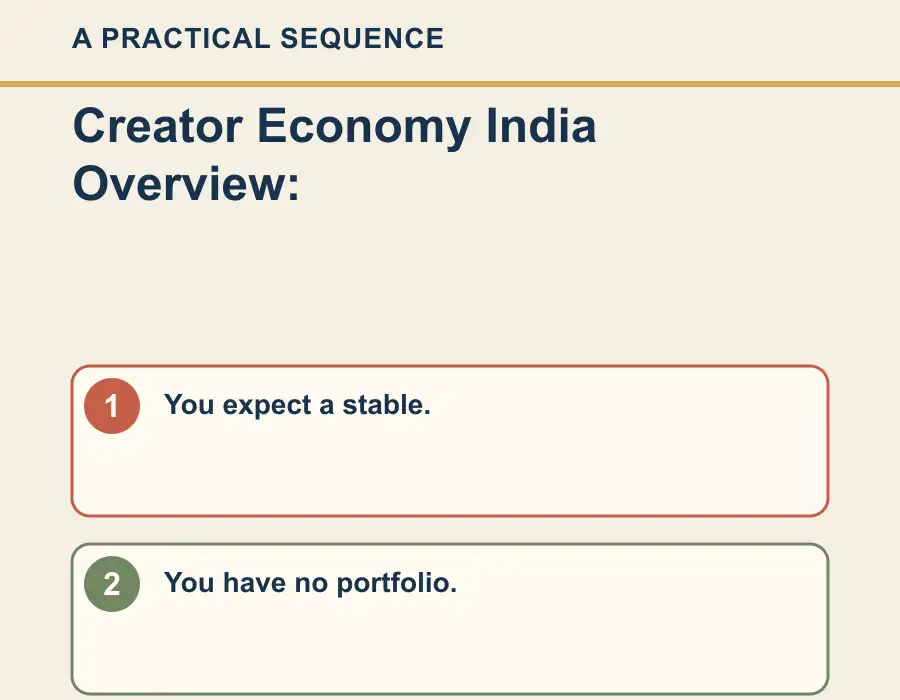 A PRACTICAL SEQUENCE
Creator Economy India
Overview:
1
You expect a stable.
2
You have no portfolio.